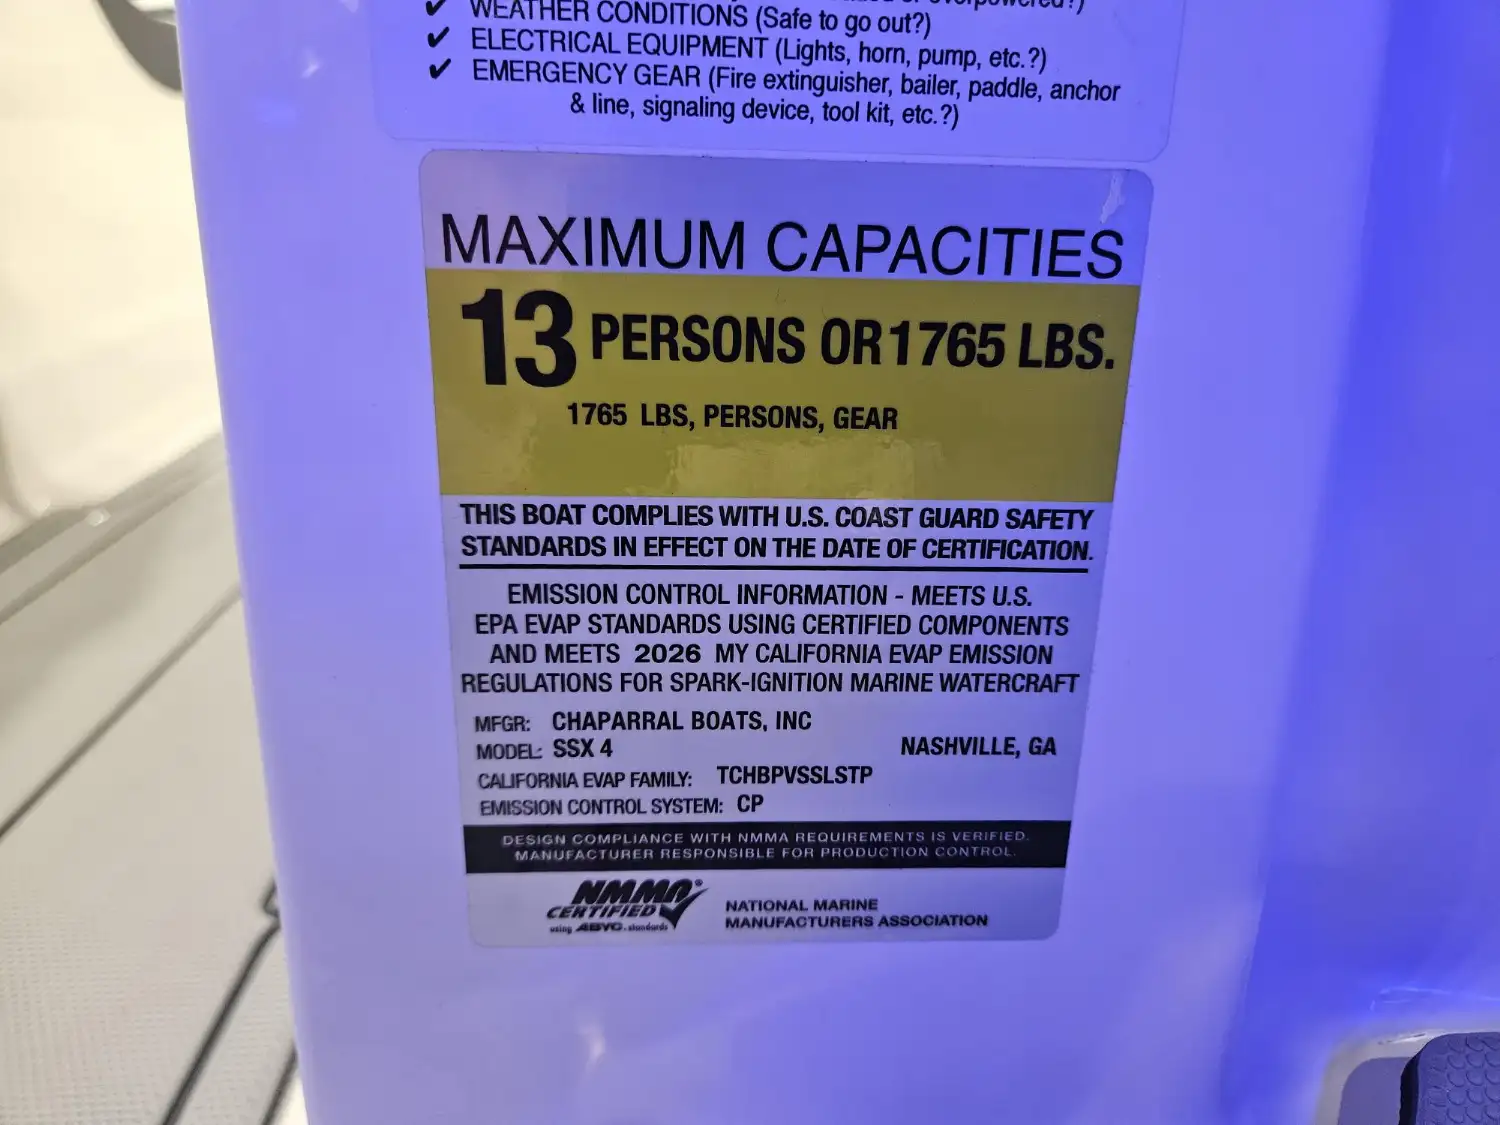 overpowered?)
✔ WEATHER CONDITIONS (Safe to go out?)
✔ ELECTRICAL EQUIPMENT (Lights, horn, pump, etc.?)
✔ EMERGENCY GEAR (Fire extinguisher, bailer, paddle, anchor
& line, signaling device, tool kit, etc.?)
MAXIMUM CAPACITIES
13 PERSONS OR 1765 LBS.
1765 LBS, PERSONS, GEAR
THIS BOAT COMPLIES WITH U.S. COAST GUARD SAFETY
STANDARDS IN EFFECT ON THE DATE OF CERTIFICATION.
EMISSION CONTROL INFORMATION - MEETS U.S.
EPA EVAP STANDARDS USING CERTIFIED COMPONENTS
AND MEETS 2026 MY CALIFORNIA EVAP EMISSION
REGULATIONS FOR SPARK-IGNITION MARINE WATERCRAFT
MFGR: CHAPARRAL BOATS, INC
MODEL: SSX 4 NASHVILLE, GA
CALIFORNIA EVAP FAMILY: TCHBPVSSLSTP
EMISSION CONTROL SYSTEM: CP
DESIGN COMPLIANCE WITH NMMA REQUIREMENTS IS VERIFIED.
MANUFACTURER RESPONSIBLE FOR PRODUCTION CONTROL.
NMMA®
CERTIFIED
using ABYC standards
NATIONAL MARINE
MANUFACTURERS ASSOCIATION